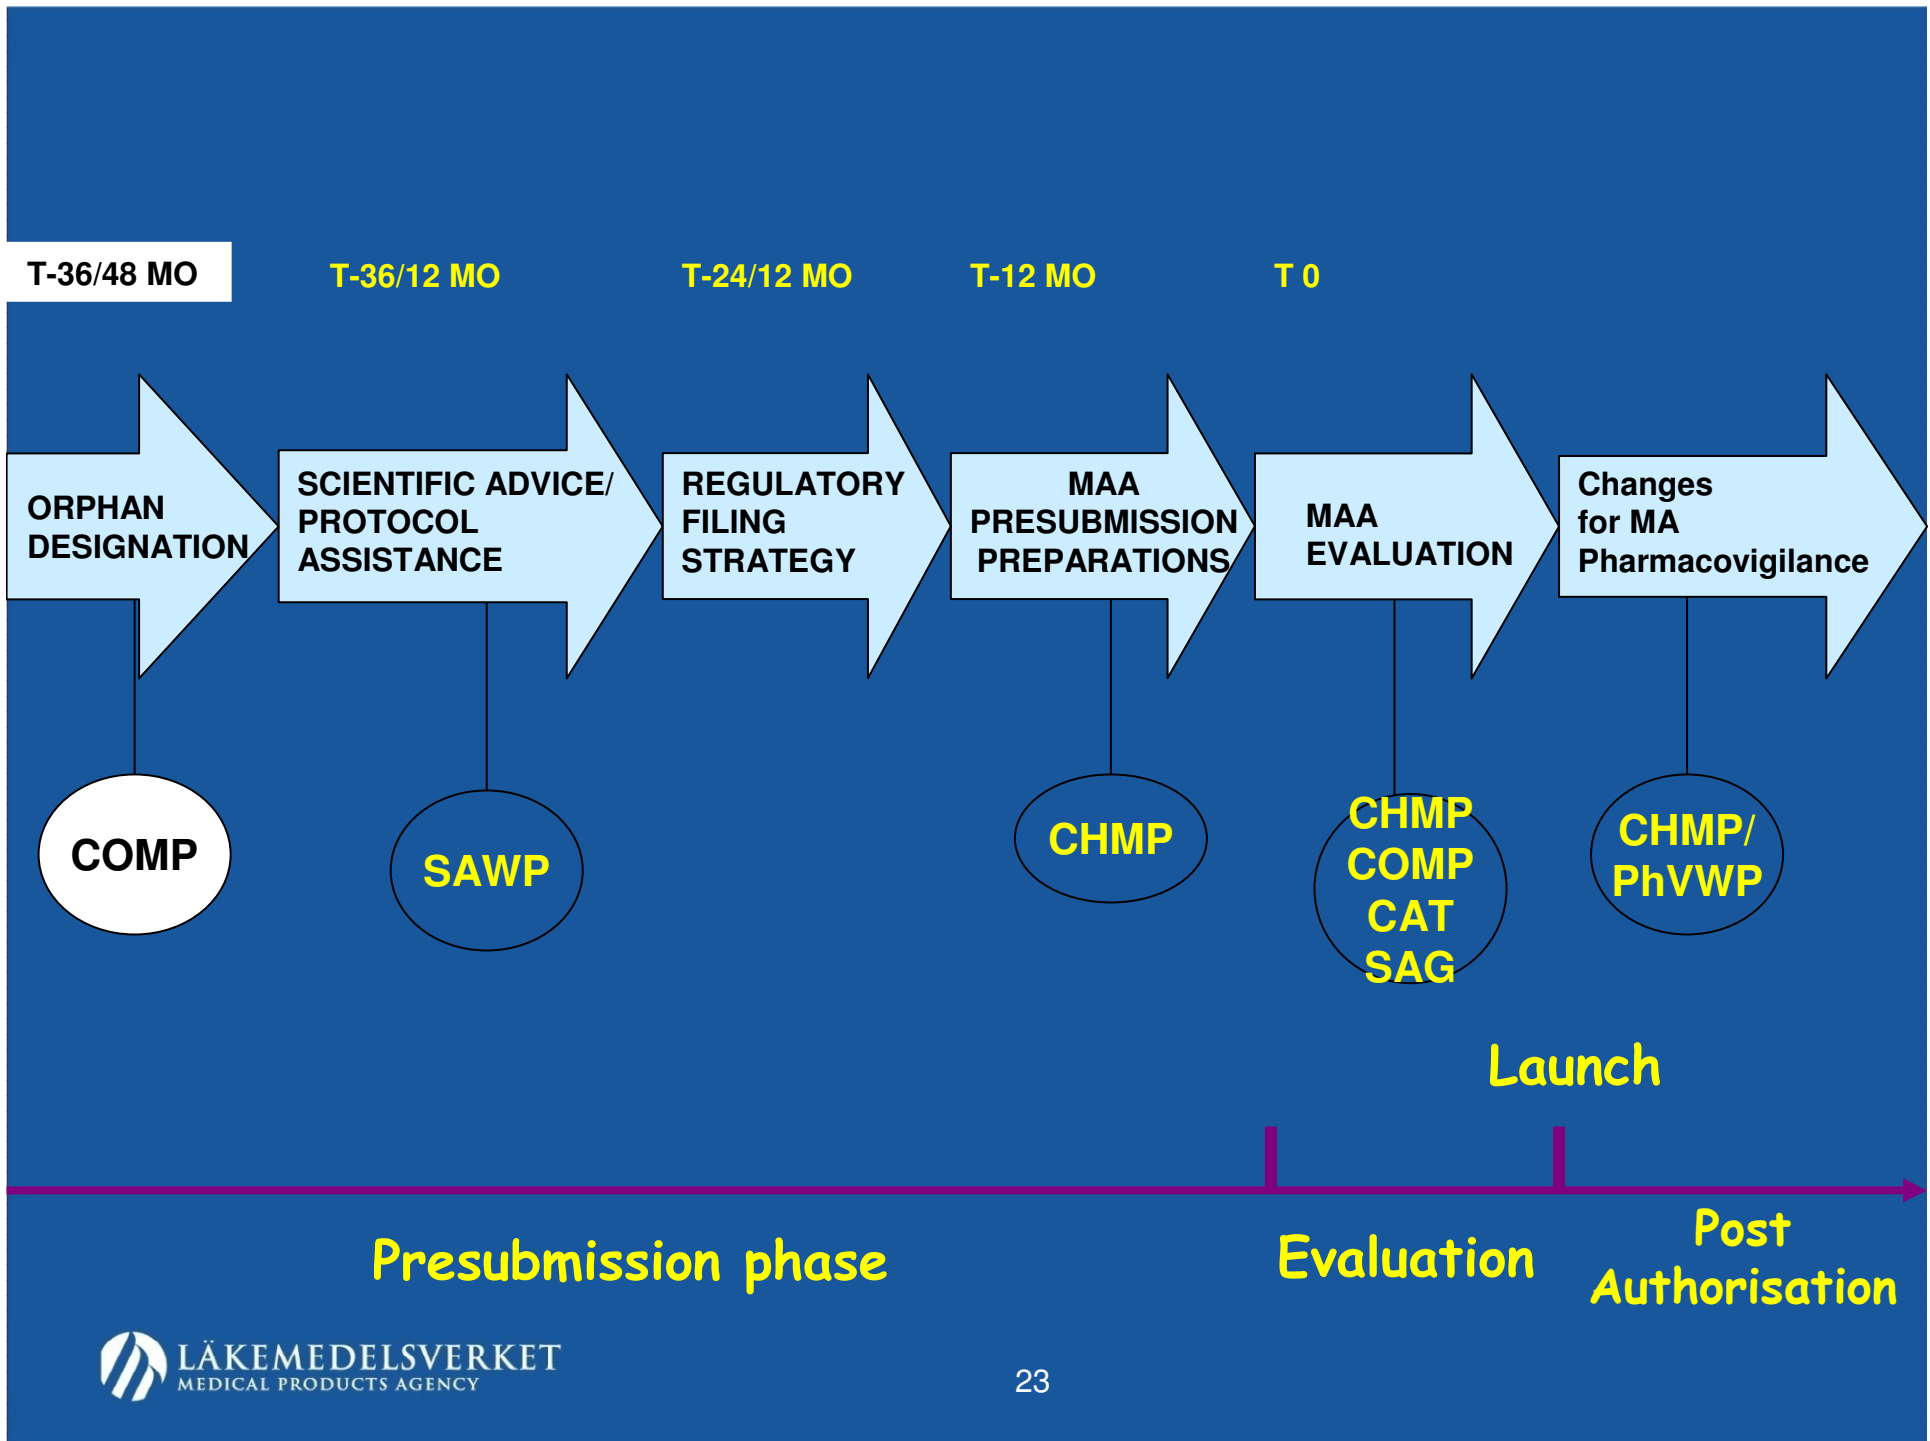 T-36/48 MO
T-36/12 MO
T-24/12 MO
T-12 MO
T 0
ORPHAN
DESIGNATION
SCIENTIFIC ADVICE/
PROTOCOL
ASSISTANCE
REGULATORY
FILING
STRATEGY
MAA
PRESUBMISSION
PREPARATIONS
MAA
EVALUATION
Changes
for MA
Pharmacovigilance
COMP
SAWP
CHMP
CHMP
COMP
CAT
SAG
CHMP/
PhVWP
Launch
Presubmission phase
Evaluation
Post
Authorisation
LÄKEMEDELSVERKET
MEDICAL PRODUCTS AGENCY
23